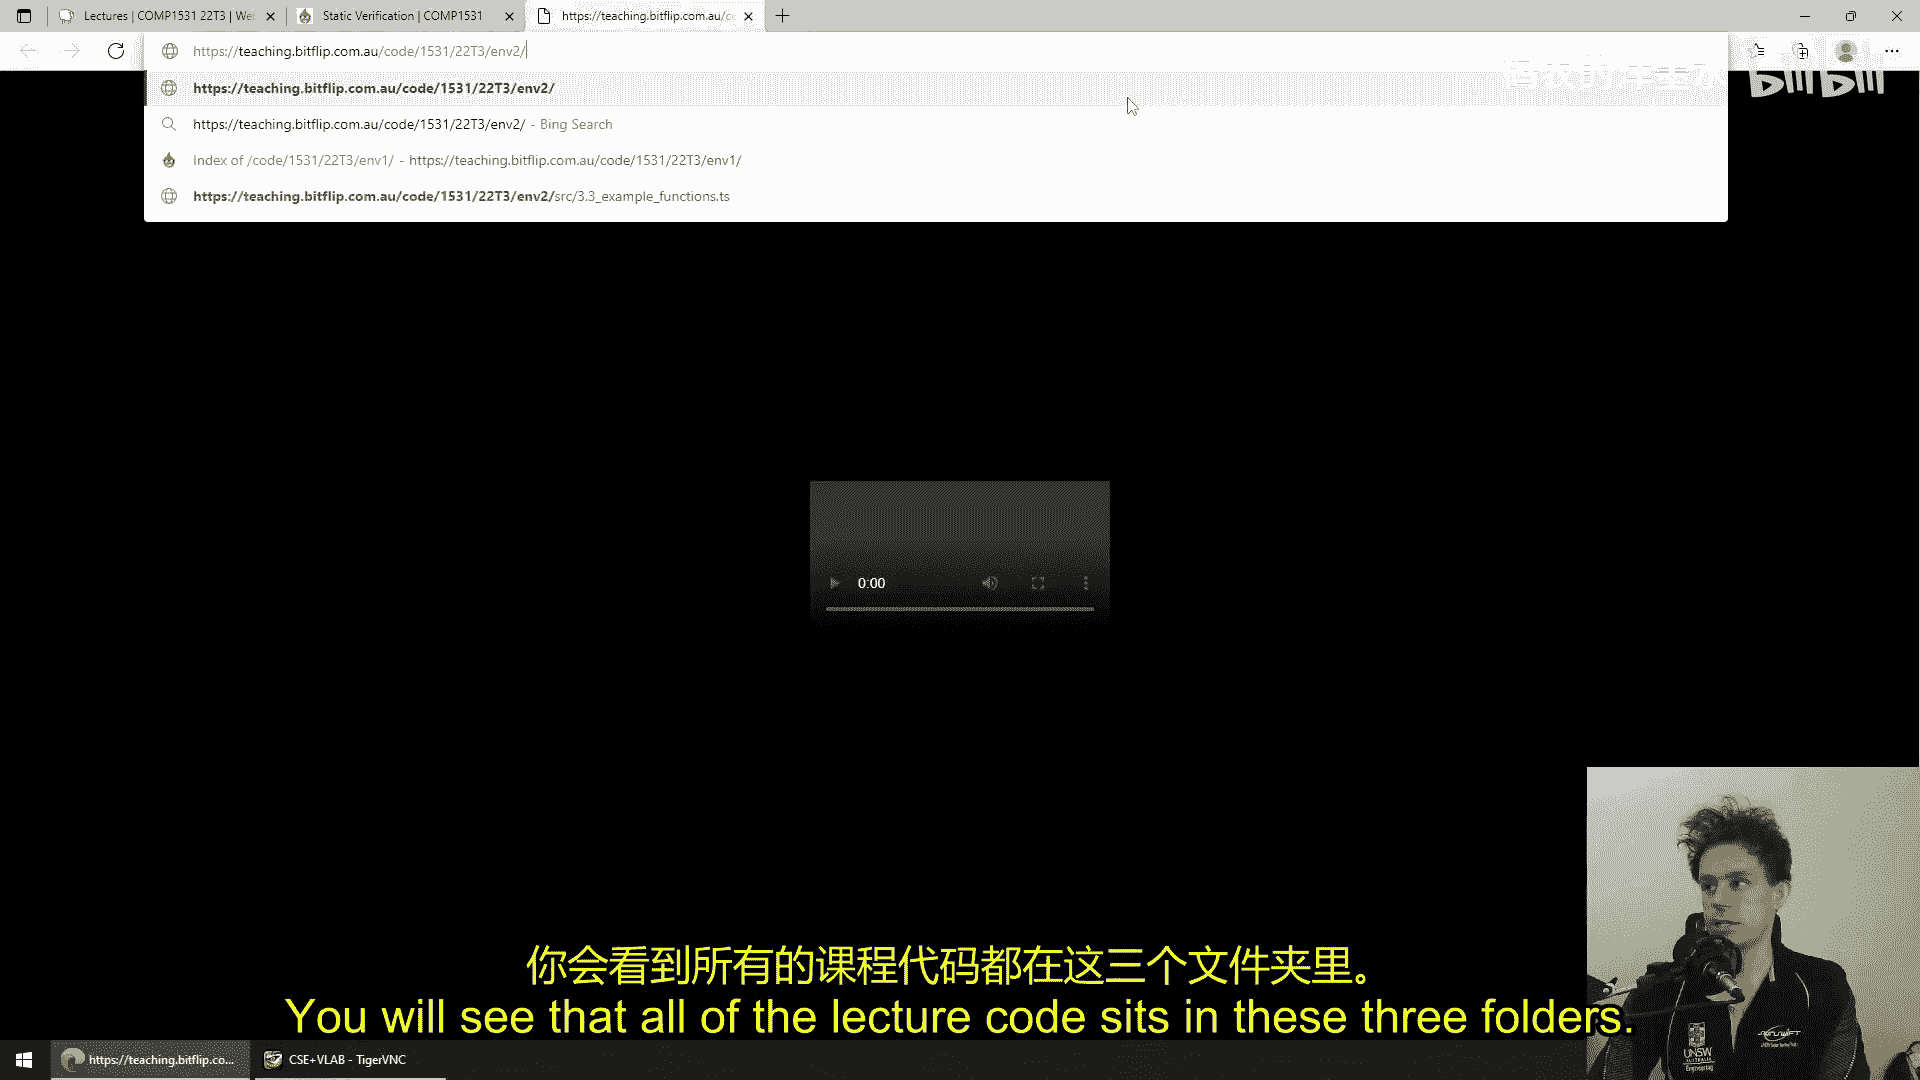 Lectures | COMP1531 22T3 | We
Static Verification | COMP1531
https://teaching.bitflip.com.au/c
https://teaching.bitflip.com.au/code/1531/22T3/env2/
https://teaching.bitflip.com.au/code/1531/22T3/env2/
https://teaching.bitflip.com.au/code/1531/22T3/env2/ - Bing Search
Index of /code/1531/22T3/env1/ - https://teaching.bitflip.com.au/code/1531/22T3/env1/
https://teaching.bitflip.com.au/code/1531/22T3/env2/src/3.3_example_functions.ts
0:00
你会看到所有的课程代码都在这三个文件夹里。
You will see that all of the lecture code sits in these three folders.
UNSW
AUSTRALIA
Engineering
https://teaching.bitflip.co...
CSE+VLAB - TigerVNC